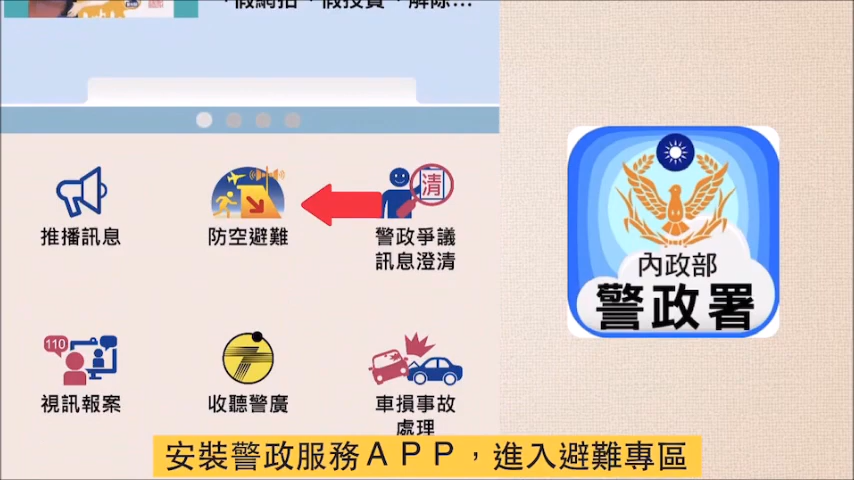 、假網拍、假投資、解除...
推播訊息
防空避難
清
警政爭議
訊息澄清
內政部
警政署
110
視訊報案
收聽警廣
車損事故
處理
安裝警政服務APP，進入避難專區